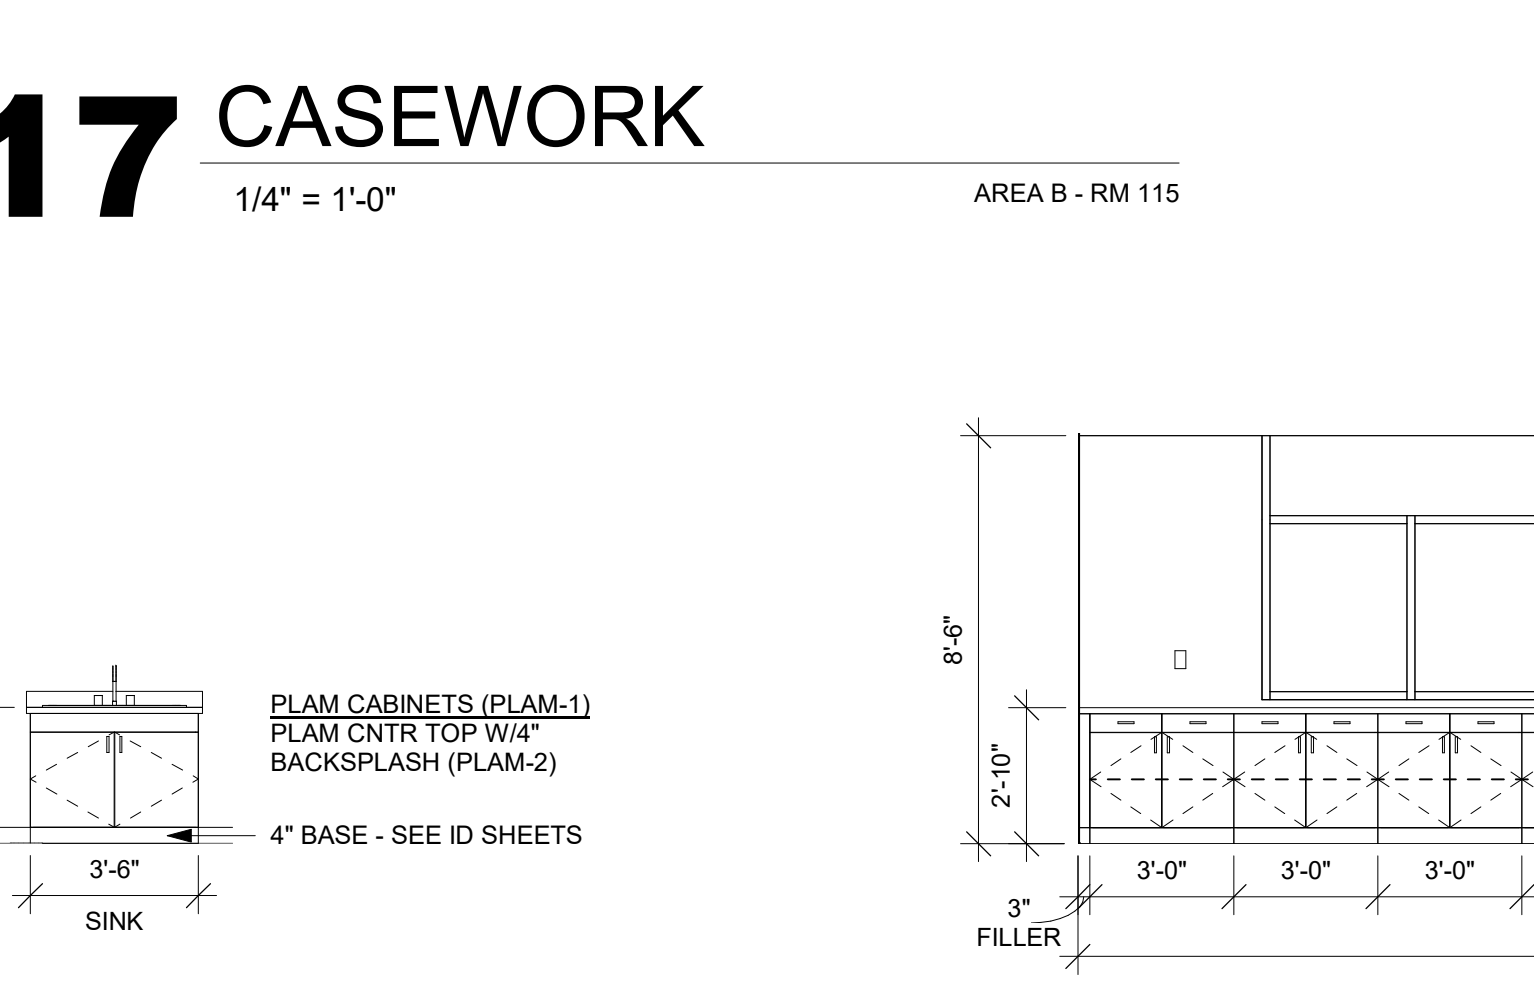 17 CASEWORK
1/4" = 1'-0"
AREA B - RM 115
PLAM CABINETS (PLAM-1)
PLAM CNTR TOP W/4"
BACKSPLASH (PLAM-2)
4" BASE - SEE ID SHEETS
3'-6"
SINK
8'-6"
2'-10"
3'-0"
3'-0"
3'-0"
3"
FILLER